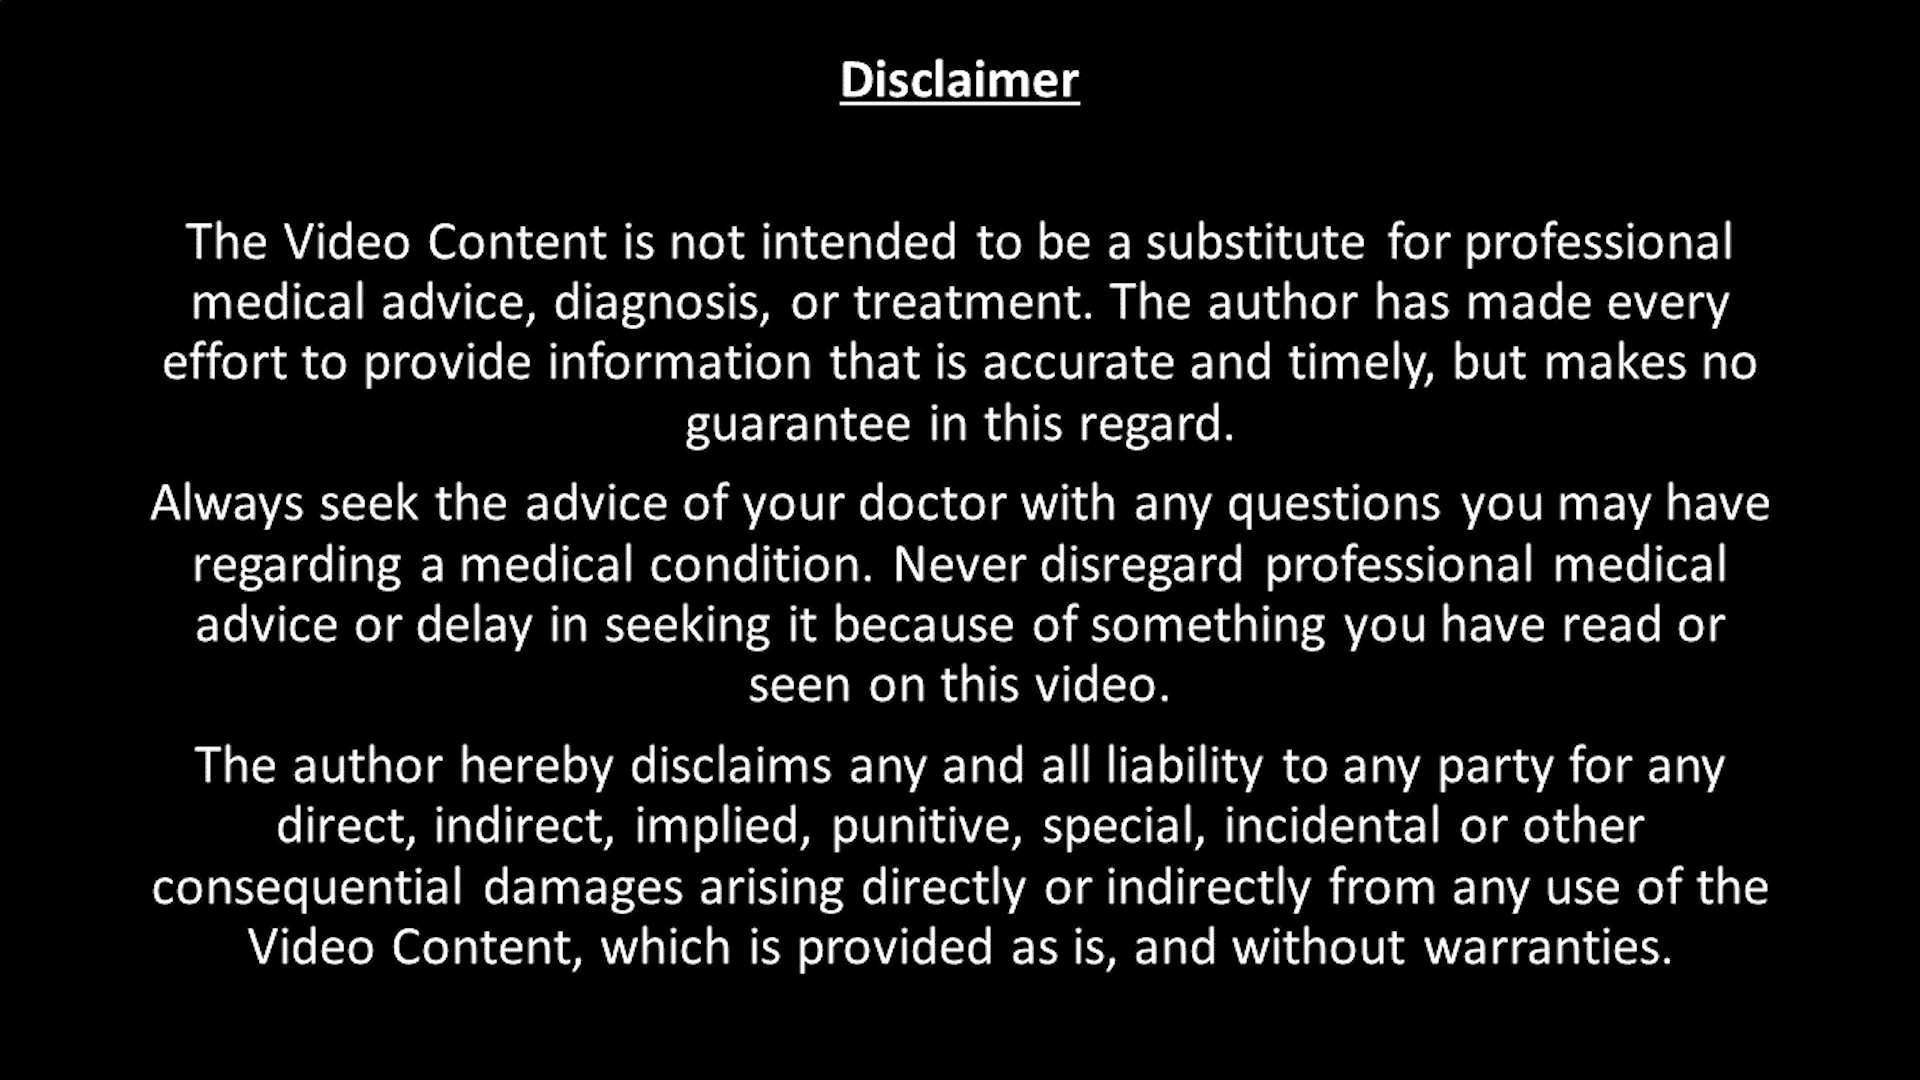 Disclaimer
The Video Content is not intended to be a substitute for professional
medical advice, diagnosis, or treatment. The author has made every
effort to provide information that is accurate and timely, but makes no
guarantee in this regard.
Always seek the advice of your doctor with any questions you may have
regarding a medical condition. Never disregard professional medical
advice or delay in seeking it because of something you have read or
seen on this video.
The author hereby disclaims any and all liability to any party for any
direct, indirect, implied, punitive, special, incidental or other
consequential damages arising directly or indirectly from any use of the
Video Content, which is provided as is, and without warranties.